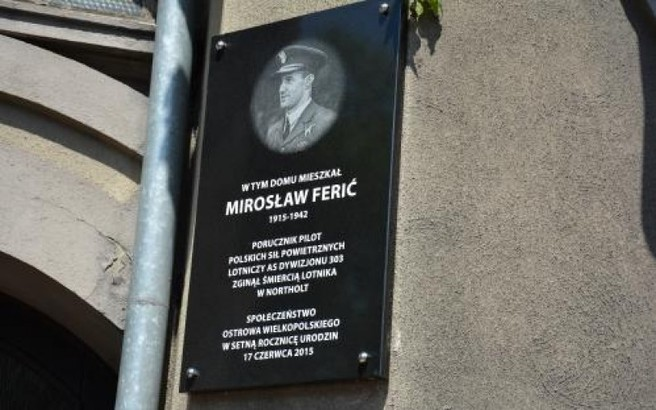 W TYM DOMU MIESZKAŁ
MIROSŁAW FERIĆ
1915-1942
PORUCZNIK PILOT
POLSKICH SIŁ POWIETRZNYCH
LOTNICZY AS DYWIZJONU 303
ZGINĄŁ ŚMIERCIĄ LOTNIKA
W NORTHOLT
SPOŁECZEŃSTWO
OSTROWA WIELKOPOLSKIEGO
W SETNĄ ROCZNICĘ URODZIN
17 CZERWCA 2015